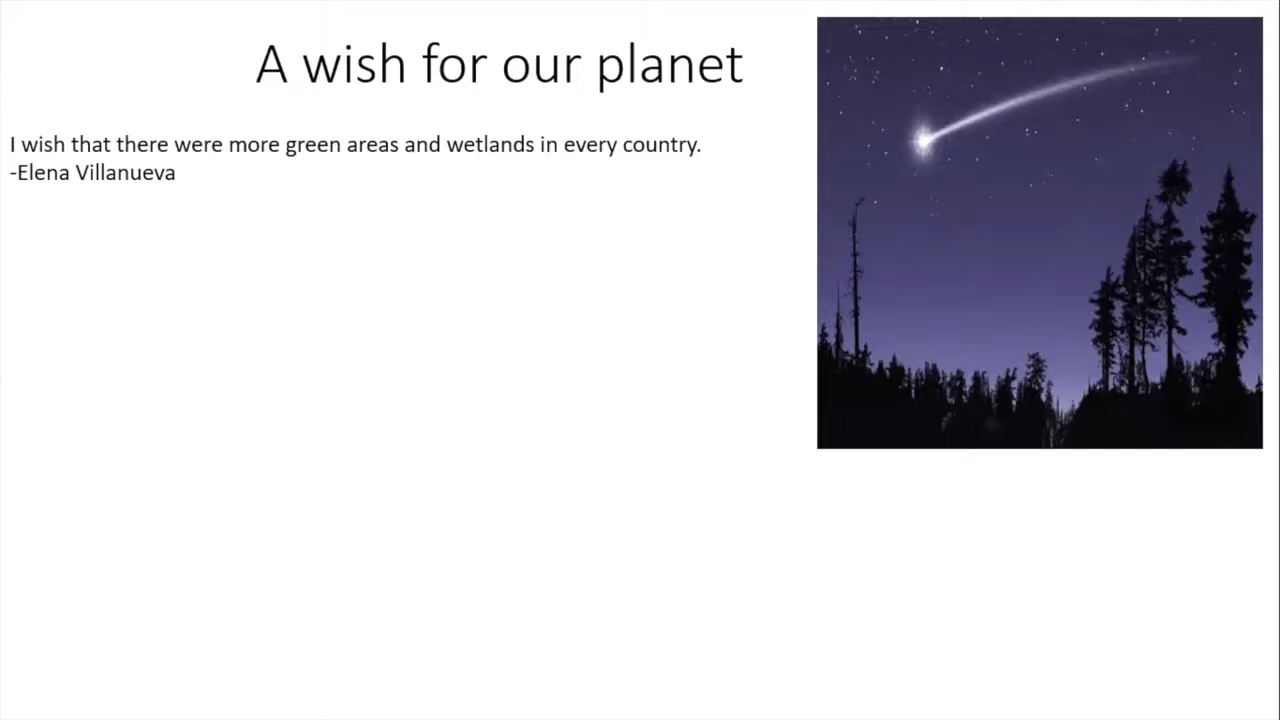 A wish for our planet
I wish that there were more green areas and wetlands in every country.
-Elena Villanueva